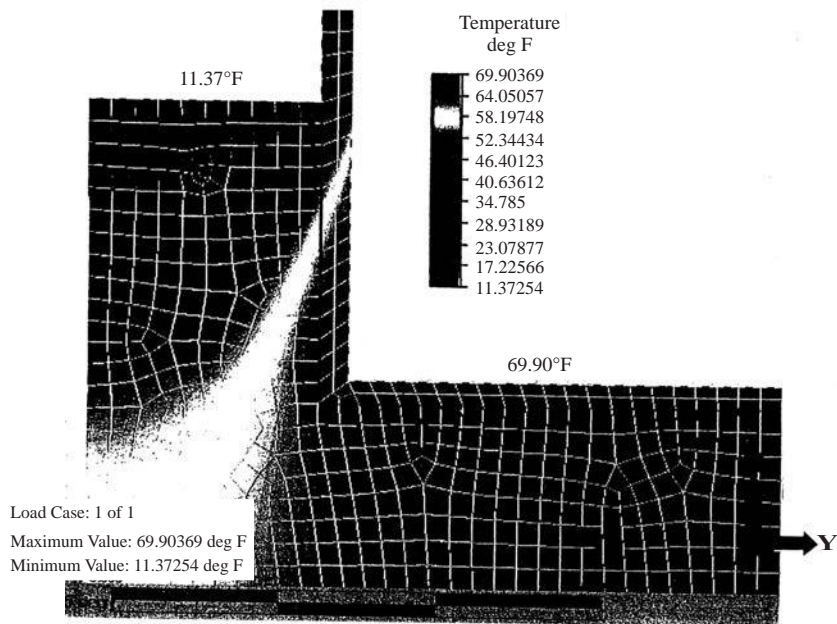 Temperature
deg F
11.37°F
69.90369
64.05057
58.19748
52.34434
46.40123
40.63612
34.785
28.93189
23.07877
17.22566
11.37254
69.90°F
Load Case: 1 of 1
Maximum Value: 69.90369 deg F
Minimum Value: 11.37254 deg F
Y